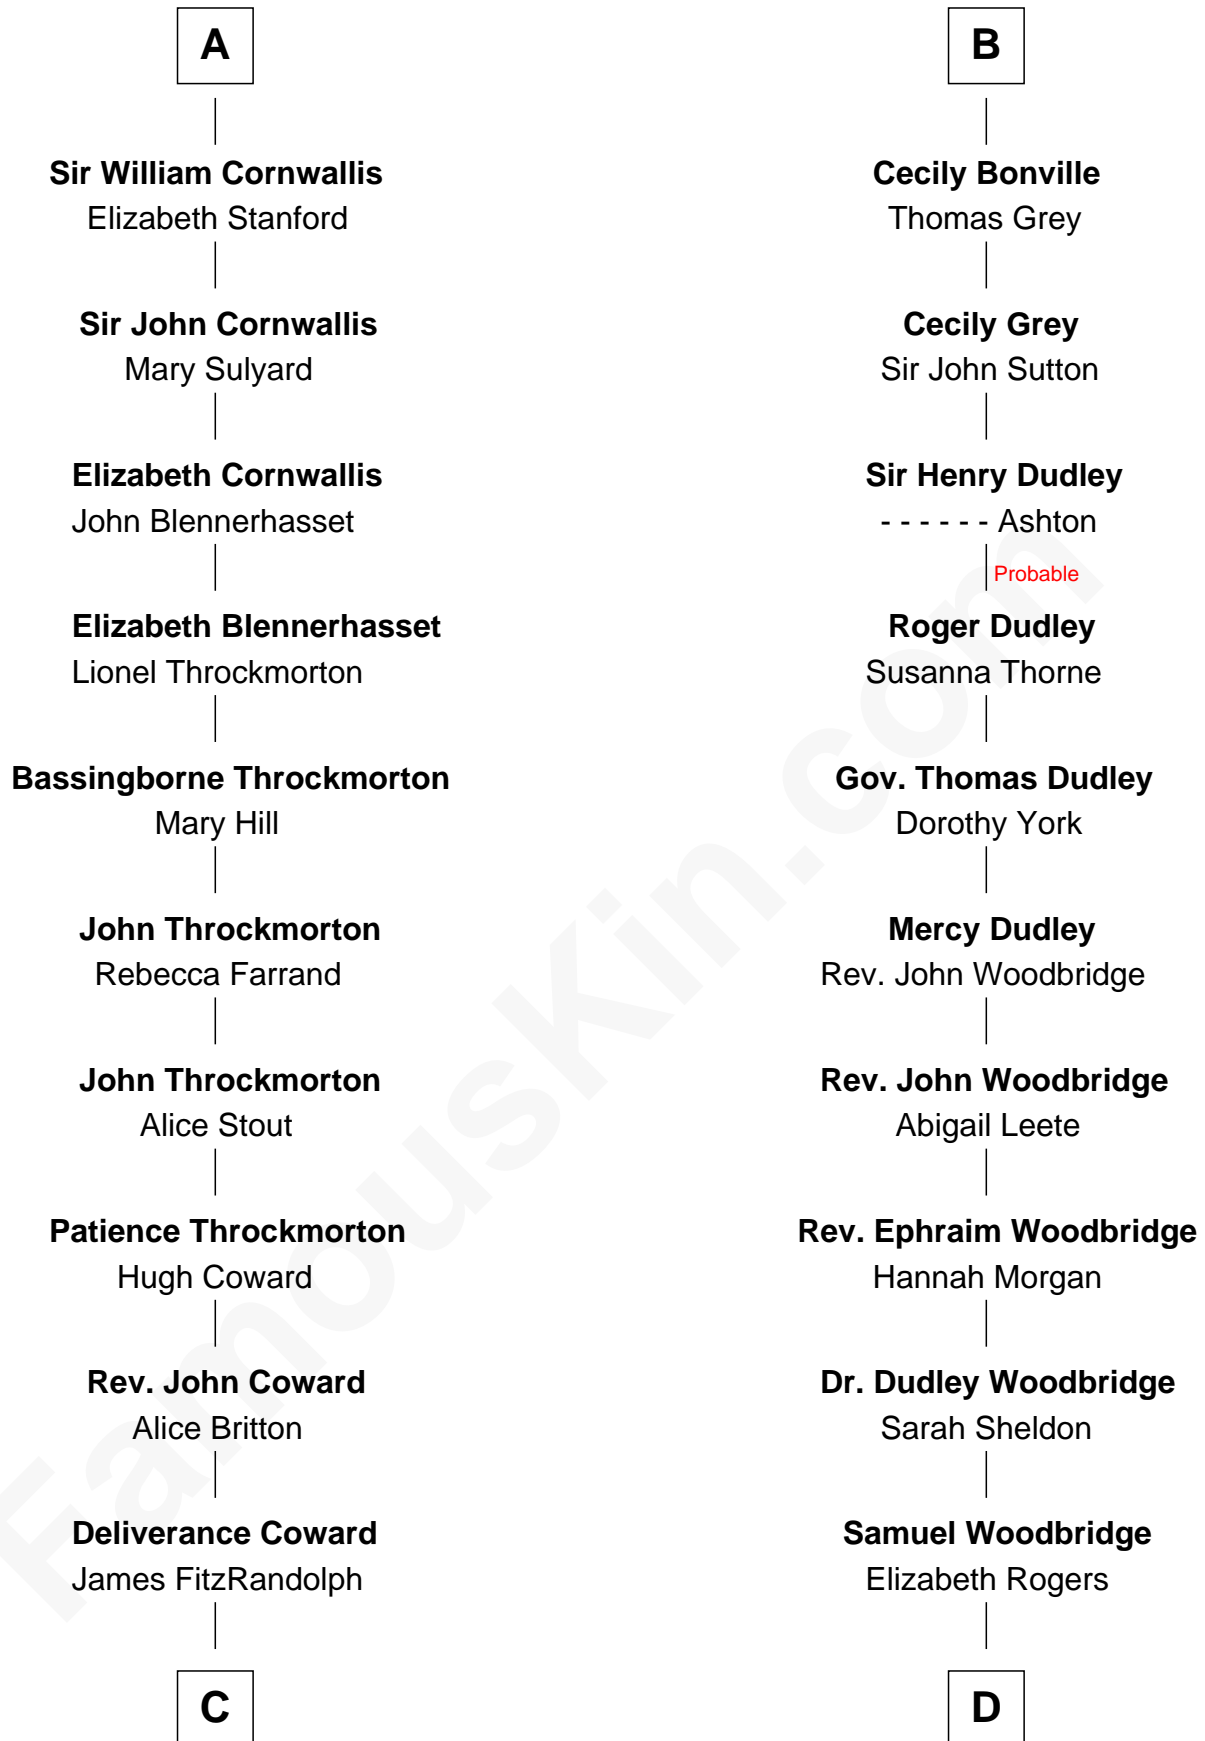 A
Sir William Cornwallis
Elizabeth Stanford
Sir John Cornwallis
Mary Sulyard
Elizabeth Cornwallis
John Blennerhasset
Elizabeth Blennerhasset
Lionel Throckmorton
Bassingborne Throckmorton
Mary Hill
John Throckmorton
Rebecca Farrand
John Throckmorton
Alice Stout
Patience Throckmorton
Hugh Coward
Rev. John Coward
Alice Britton
Deliverance Coward
James FitzRandolph
C
B
Cecily Bonville
Thomas Grey
Cecily Grey
Sir John Sutton
Sir Henry Dudley
- - - - - - Ashton
Probable
Roger Dudley
Susanna Thorne
Gov. Thomas Dudley
Dorothy York
Mercy Dudley
Rev. John Woodbridge
Rev. John Woodbridge
Abigail Leete
Rev. Ephraim Woodbridge
Hannah Morgan
Dr. Dudley Woodbridge
Sarah Sheldon
Samuel Woodbridge
Elizabeth Rogers
D
FamousKin.com